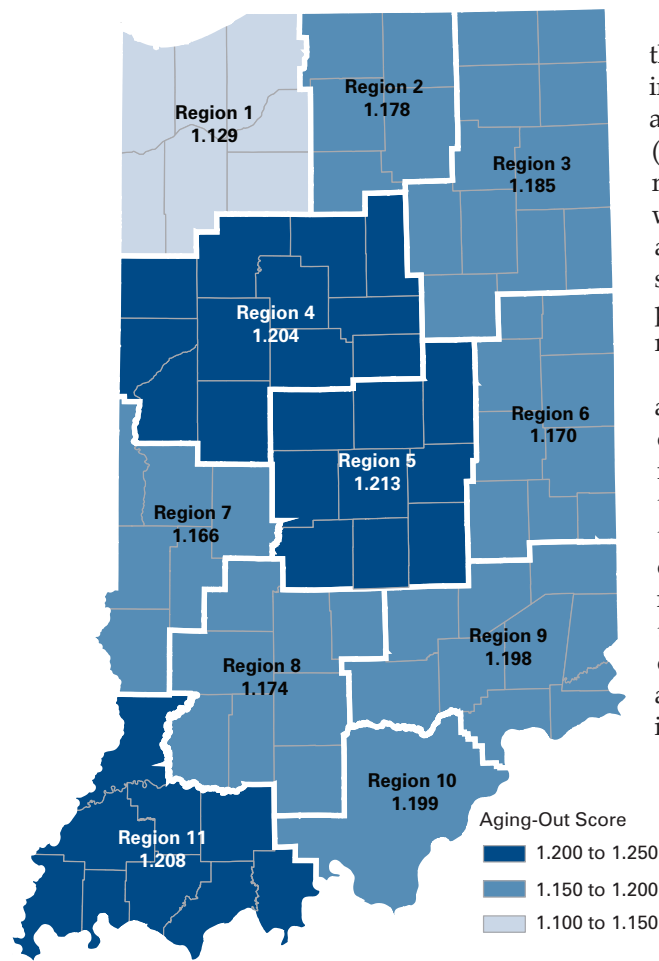 Region 1
1.129
Region 2
1.178
Region 3
1.185
Region 4
1.204
Region 5
1.213
Region 6
1.170
Region 7
1.166
Region 8
1.174
Region 9
1.198
Region 10
1.199
Region 11
1.208
Aging-Out Score
1.200 to 1.250
1.150 to 1.200
1.100 to 1.150